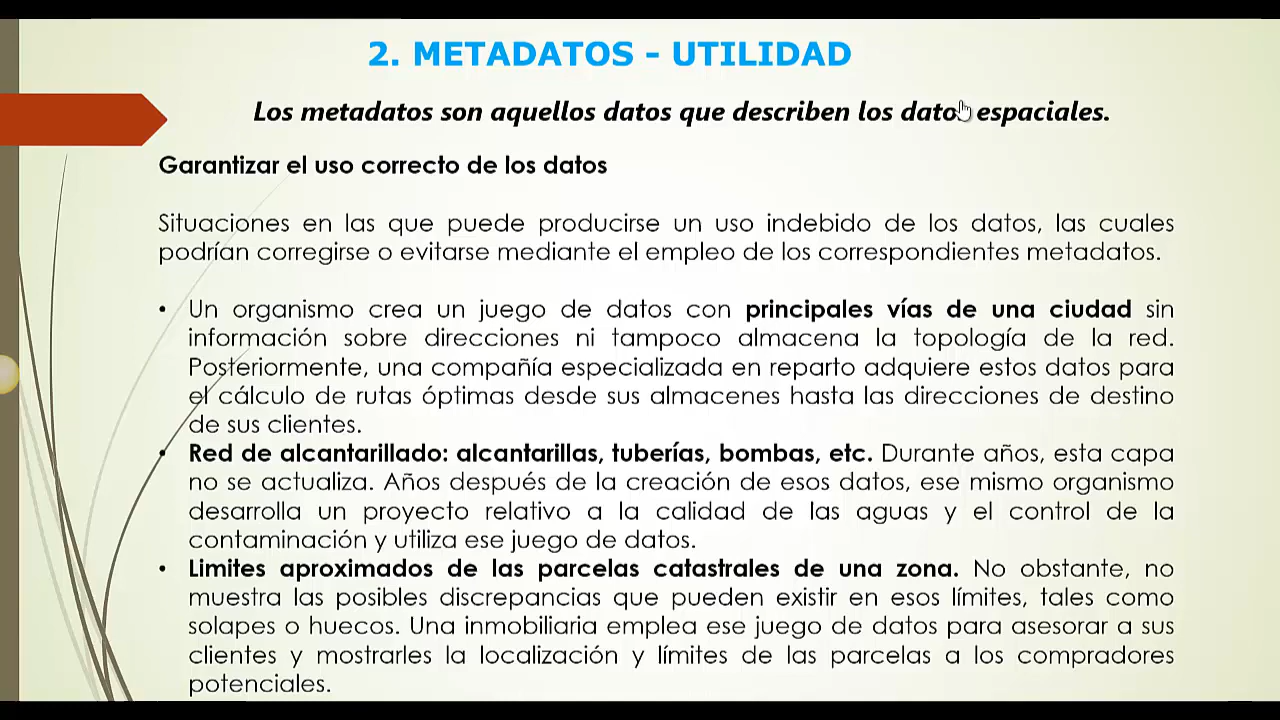 2. METADATOS - UTILIDAD
Los metadatos son aquellos datos que describen los datos espaciales.
Garantizar el uso correcto de los datos
Situaciones en las que puede producirse un uso indebido de los datos, las cuales
podrían corregirse o evitarse mediante el empleo de los correspondientes metadatos.
• Un organismo crea un juego de datos con principales vías de una ciudad sin
información sobre direcciones ni tampoco almacena la topología de la red.
Posteriormente, una compañía especializada en reparto adquiere estos datos para
el cálculo de rutas óptimas desde sus almacenes hasta las direcciones de destino
de sus clientes.
• Red de alcantarillado: alcantarillas, tuberías, bombas, etc. Durante años, esta capa
no se actualiza. Años después de la creación de esos datos, ese mismo organismo
desarrolla un proyecto relativo a la calidad de las aguas y el control de la
contaminación y utiliza ese juego de datos.
• Limites aproximados de las parcelas catastrales de una zona. No obstante, no
muestra las posibles discrepancias que pueden existir en esos límites, tales como
solapes o huecos. Una inmobiliaria emplea ese juego de datos para asesorar a sus
clientes y mostrarles la localización y límites de las parcelas a los compradores
potenciales.